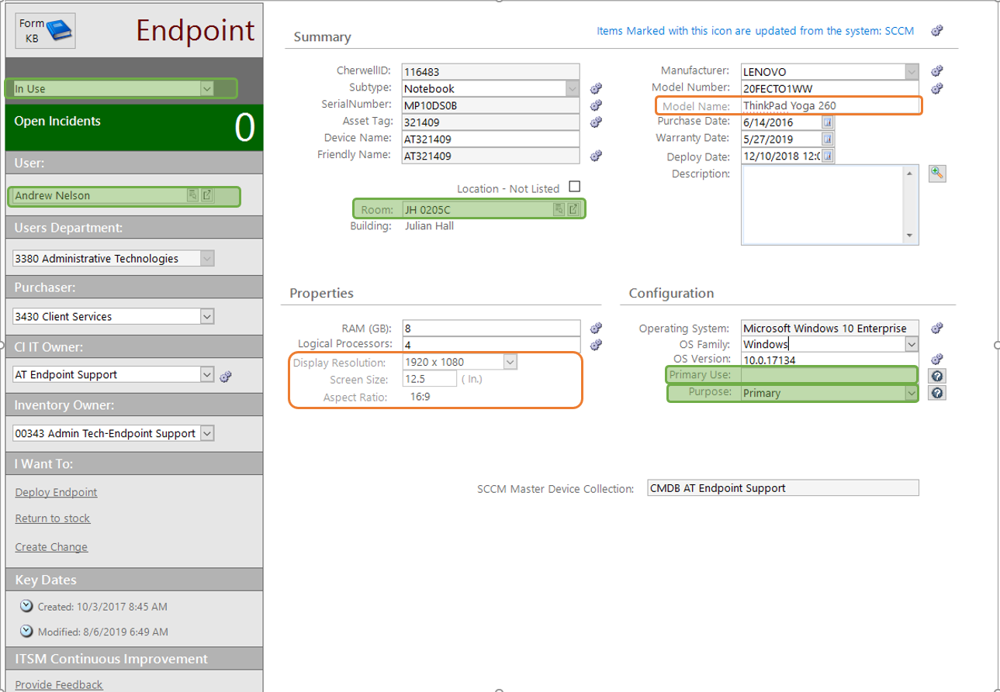 Form
KB
Endpoint
In Use
Open Incidents
0
User:
Andrew Nelson
Users Department:
3380 Administrative Technologies
Purchaser:
3430 Client Services
CI IT Owner:
AT Endpoint Support
Inventory Owner:
00343 Admin Tech-Endpoint Support
I Want To:
Deploy Endpoint
Return to stock
Create Change
Key Dates
Created: 10/3/2017 8:45 AM
Modified: 8/6/2019 6:49 AM
ITSM Continuous Improvement
Provide Feedback
Summary
Items Marked with this icon are updated from the system: SCCM
CherwellID: 116483
Subtype: Notebook
SerialNumber: MP10DS0B
Asset Tag: 321409
Device Name: AT321409
Friendly Name: AT321409
Location - Not Listed
Room: JH 0205C
Building: Julian Hall
Manufacturer: LENOVO
Model Number: 20FECTO1WW
Model Name: ThinkPad Yoga 260
Purchase Date: 6/14/2016
Warranty Date: 5/27/2019
Deploy Date: 12/10/2018 12:0
Description:
Properties
RAM (GB): 8
Logical Processors: 4
Display Resolution: 1920 x 1080
Screen Size: 12.5 ( In.)
Aspect Ratio: 16:9
Configuration
Operating System: Microsoft Windows 10 Enterprise
OS Family: Windows
OS Version: 10.0.17134
Primary Use:
Purpose: Primary
SCCM Master Device Collection: CMDB AT Endpoint Support